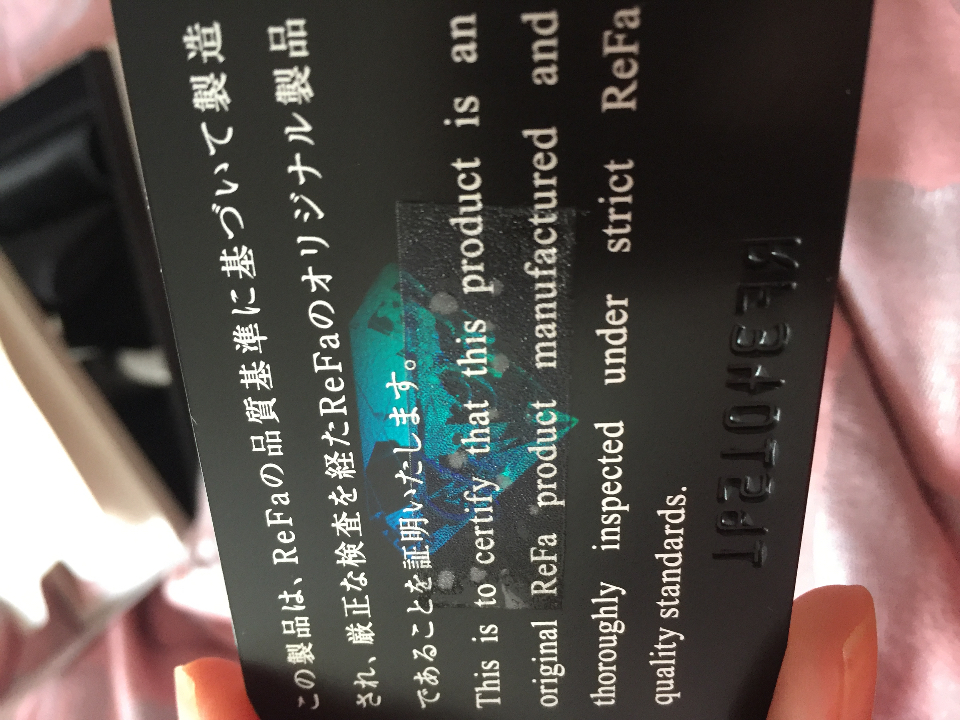 この製品は、ReFaの品質基準に基づいて製造
され、厳正な検査を経たReFaのオリジナル製品
であることを証明いたします。
This is to certify that this product is an
original ReFa product manufactured and
thoroughly inspected under strict ReFa
quality standards.